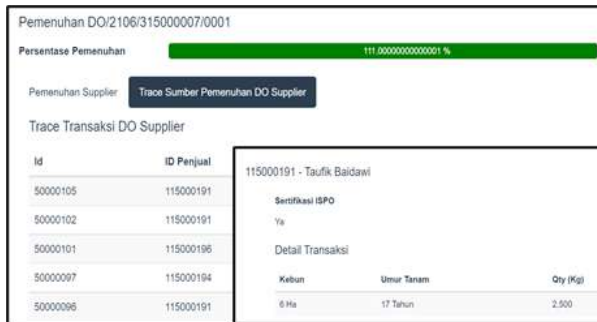 Pemenuhan DO/2106/315000007/0001
Persentase Pemenuhan 111.00000000000001 %
Pemenuhan Supplier Trace Sumber Pemenuhan DO Supplier
Trace Transaksi DO Supplier
Id ID Penjual
50000105 115000191
50000102 115000191
50000101 115000196
50000097 115000194
50000096 115000191
115000191 - Taufik Baidawi
Sertifikasi ISPO
Ya
Detail Transaksi
Kebun Umur Tanam Qty (Kg)
6 Ha 17 Tahun 2.500